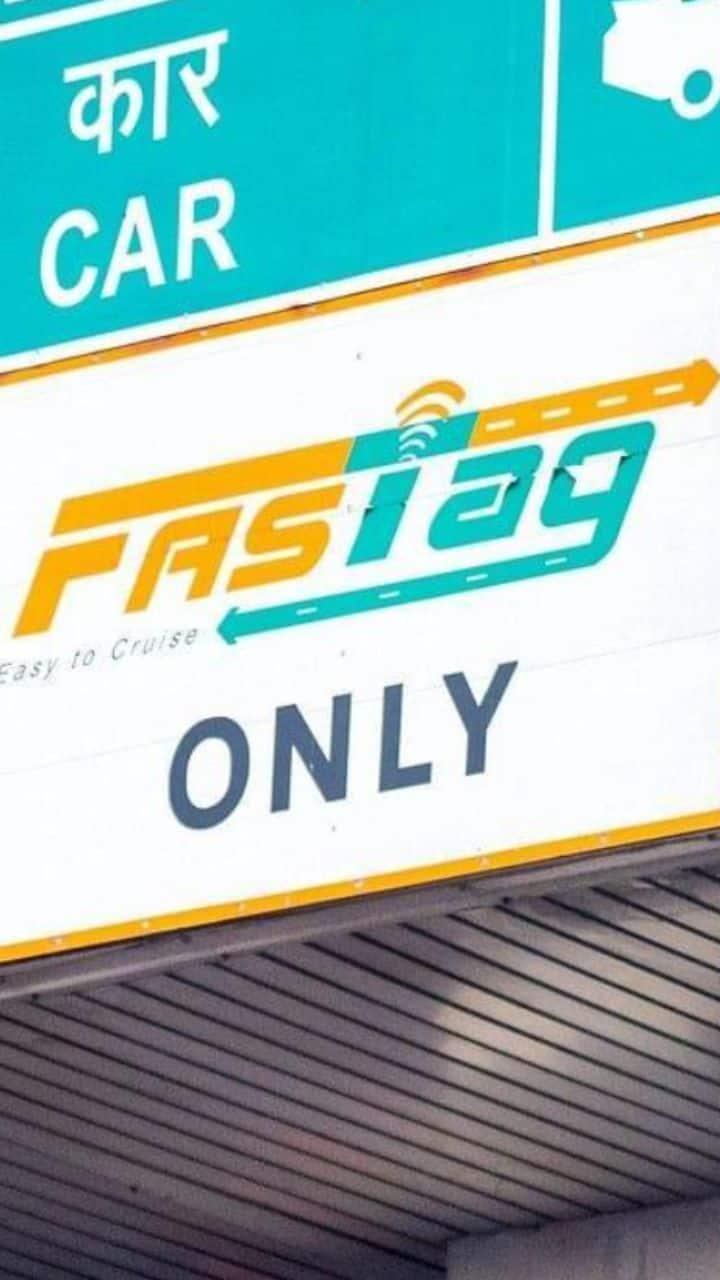 कार
CAR
FASTag
Easy to Cruise
ONLY